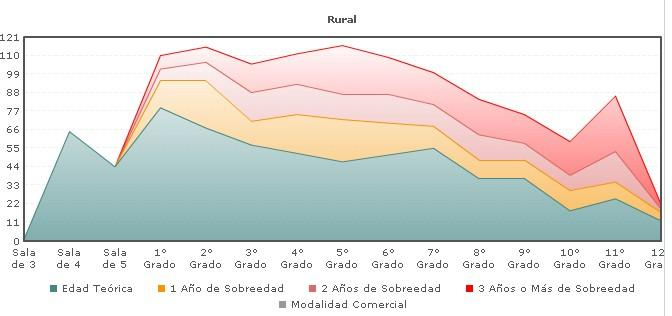 Rural
121
110
99
88
77
66
55
44
33
22
11
0
Sala Sala Sala 1° 2° 3° 4° 5° 6° 7° 8° 9° 10° 11° 12
de 3 de 4 de 5 Grado Grado Grado Grado Grado Grado Grado Grado Grado Grado Grado Gra
Edad Teórica 1 Año de Sobreedad 2 Años de Sobreedad 3 Años o Más de Sobreedad
Modalidad Comercial